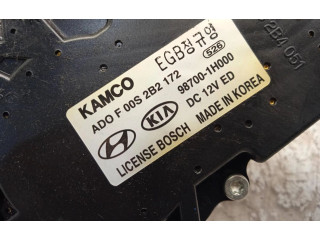 KAMCO
EGB정규영
526
ADO F 00S 2B2 172
98700-1H000
KIA
DC 12V ED
LICENSE BOSCH
MADE IN KOREA